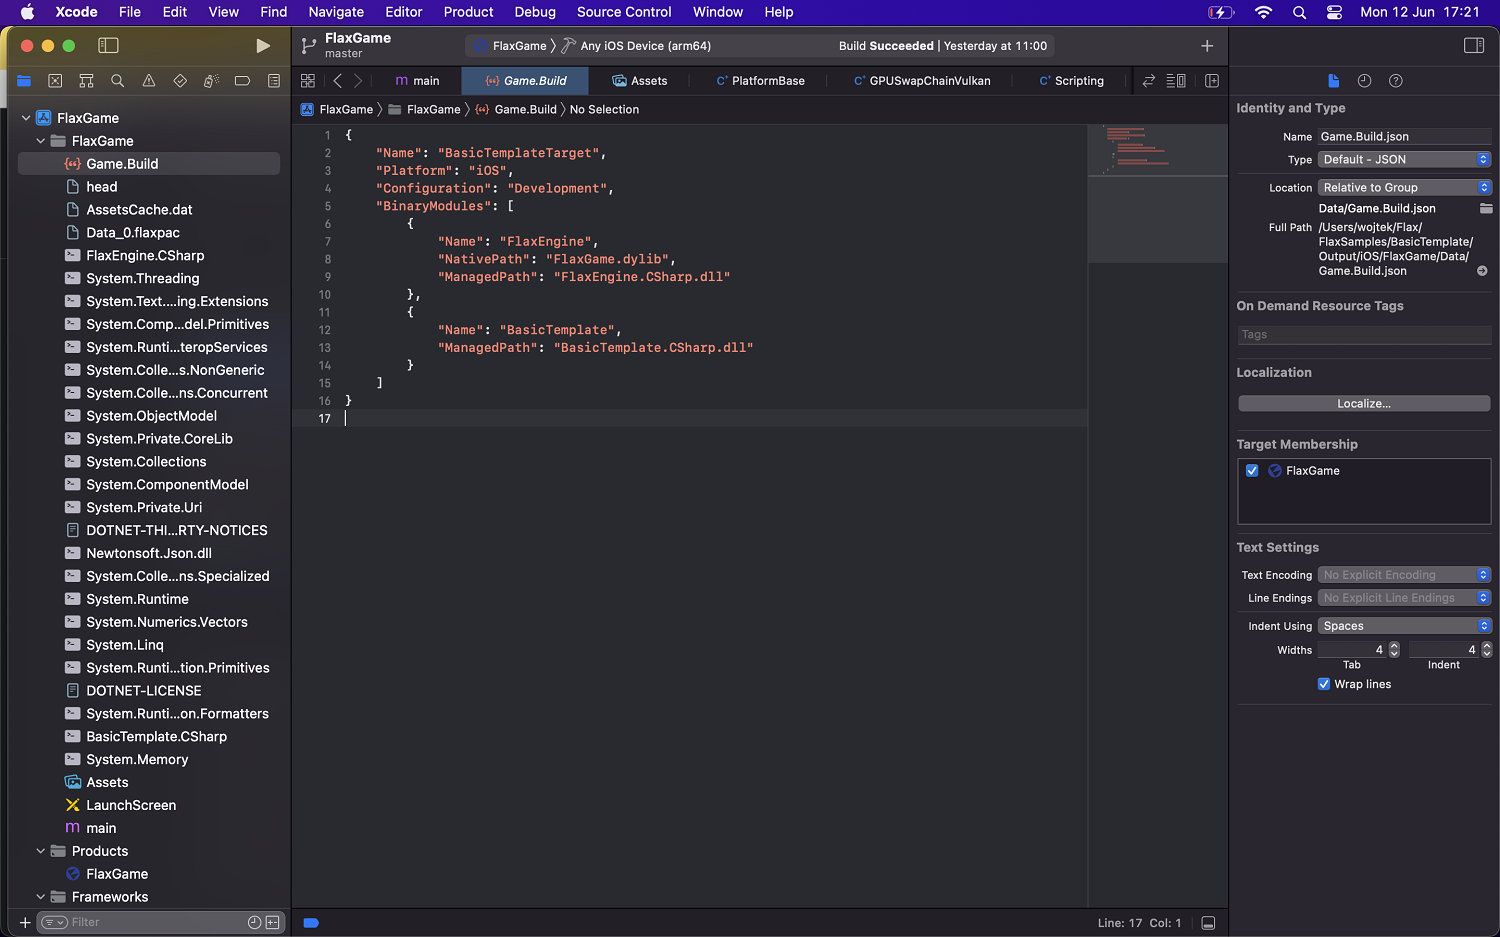 Xcode File Edit View Find Navigate Editor Product Debug Source Control Window Help Mon 12 Jun 17:21
FlaxGame
master
FlaxGame Any iOS Device (arm64) Build Succeeded | Yesterday at 11:00
main Game.Build Assets PlatformBase GPUSwapChainVulkan Scripting
FlaxGame FlaxGame Game.Build No Selection
FlaxGame
FlaxGame
Game.Build
head
AssetsCache.dat
Data_0.flaxpac
FlaxEngine.CSharp
System.Threading
System.Text....ing.Extensions
System.Comp...del.Primitives
System.Runti...teropServices
System.Colle...s.NonGeneric
System.Colle...ns.Concurrent
System.ObjectModel
System.Private.CoreLib
System.Collections
System.ComponentModel
System.Private.Uri
DOTNET-THI...RTY-NOTICES
Newtonsoft.Json.dll
System.Colle...ns.Specialized
System.Runtime
System.Numerics.Vectors
System.Linq
System.Runti...tion.Primitives
DOTNET-LICENSE
System.Runti...on.Formatters
BasicTemplate.CSharp
System.Memory
Assets
LaunchScreen
main
Products
FlaxGame
Frameworks
Filter
1 {
2 "Name": "BasicTemplateTarget",
3 "Platform": "iOS",
4 "Configuration": "Development",
5 "BinaryModules": [
6 {
7 "Name": "FlaxEngine",
8 "NativePath": "FlaxGame.dylib",
9 "ManagedPath": "FlaxEngine.CSharp.dll"
10 },
11 {
12 "Name": "BasicTemplate",
13 "ManagedPath": "BasicTemplate.CSharp.dll"
14 }
15 ]
16 }
17
Line: 17 Col: 1
Identity and Type
Name Game.Build.json
Type Default - JSON
Location Relative to Group
Data/Game.Build.json
Full Path /Users/wojtek/Flax/
FlaxSamples/BasicTemplate/
Output/iOS/FlaxGame/Data/
Game.Build.json
On Demand Resource Tags
Tags
Localization
Localize...
Target Membership
FlaxGame
Text Settings
Text Encoding No Explicit Encoding
Line Endings No Explicit Line Endings
Indent Using Spaces
Widths 4 4
Tab Indent
Wrap lines